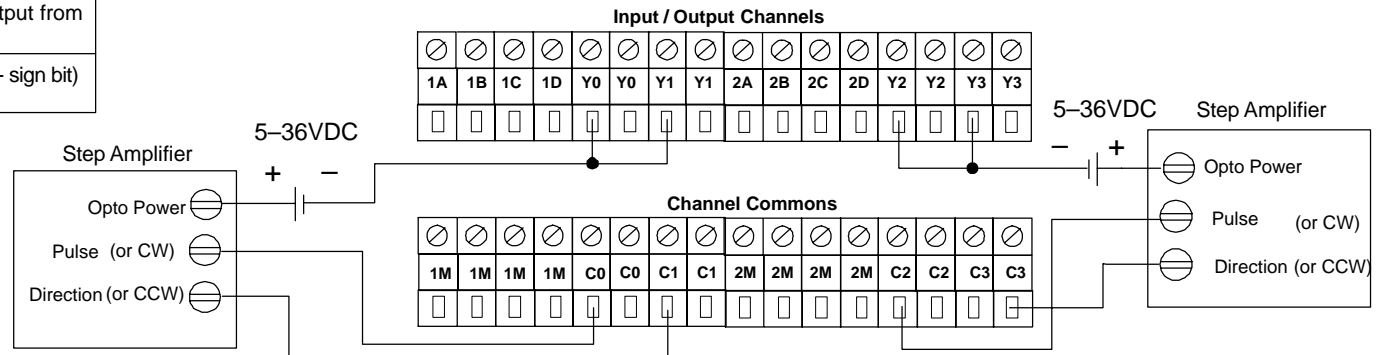 tput from
- sign bit)
Input / Output Channels
1A 1B 1C 1D Y0 Y0 Y1 Y1 2A 2B 2C 2D Y2 Y2 Y3 Y3
5–36VDC
+ –
Step Amplifier
Opto Power
Pulse (or CW)
Direction (or CCW)
5–36VDC
– +
Step Amplifier
Opto Power
Pulse (or CW)
Direction (or CCW)
Channel Commons
1M 1M 1M 1M C0 C0 C1 C1 2M 2M 2M 2M C2 C2 C3 C3